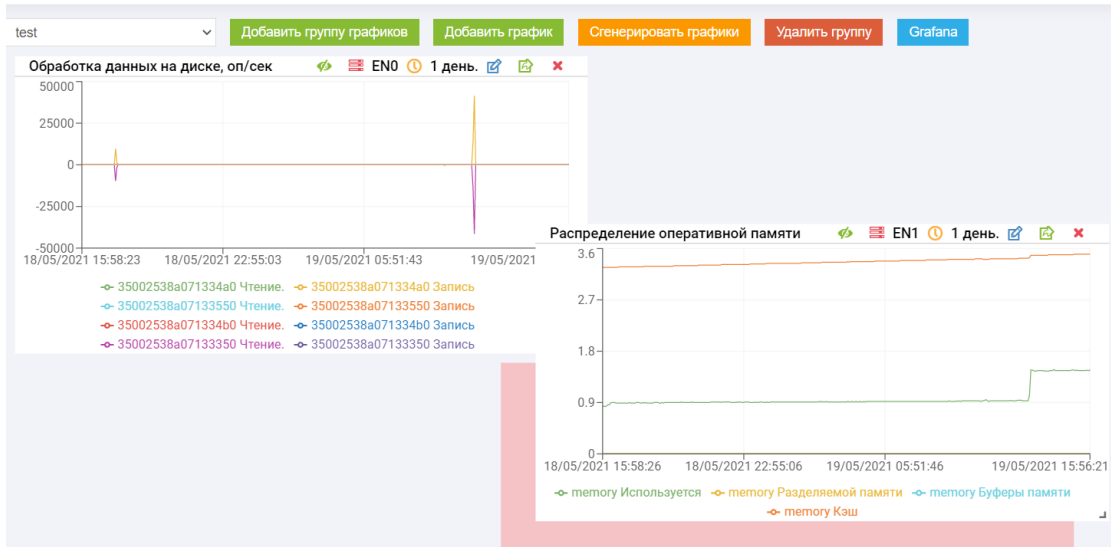 test
Добавить группу графиков
Добавить график
Сгенерировать графики
Удалить группу
Grafana
Обработка данных на диске, оп/сек EN0 1 день.
50000
25000
0
-25000
-50000
18/05/2021 15:58:23 18/05/2021 22:55:03 19/05/2021 05:51:43 19/05/2021
35002538a071334a0 Чтение. 35002538a071334a0 Запись
35002538a07133550 Чтение. 35002538a07133550 Запись
35002538a071334b0 Чтение. 35002538a071334b0 Запись
35002538a07133350 Чтение. 35002538a07133350 Запись
Распределение оперативной памяти EN1 1 день.
3.6
2.7
1.8
0.9
0
18/05/2021 15:58:26 18/05/2021 22:55:06 19/05/2021 05:51:46 19/05/2021 15:56:21
memory Используется memory Разделяемой памяти memory Буферы памяти
memory Кэш